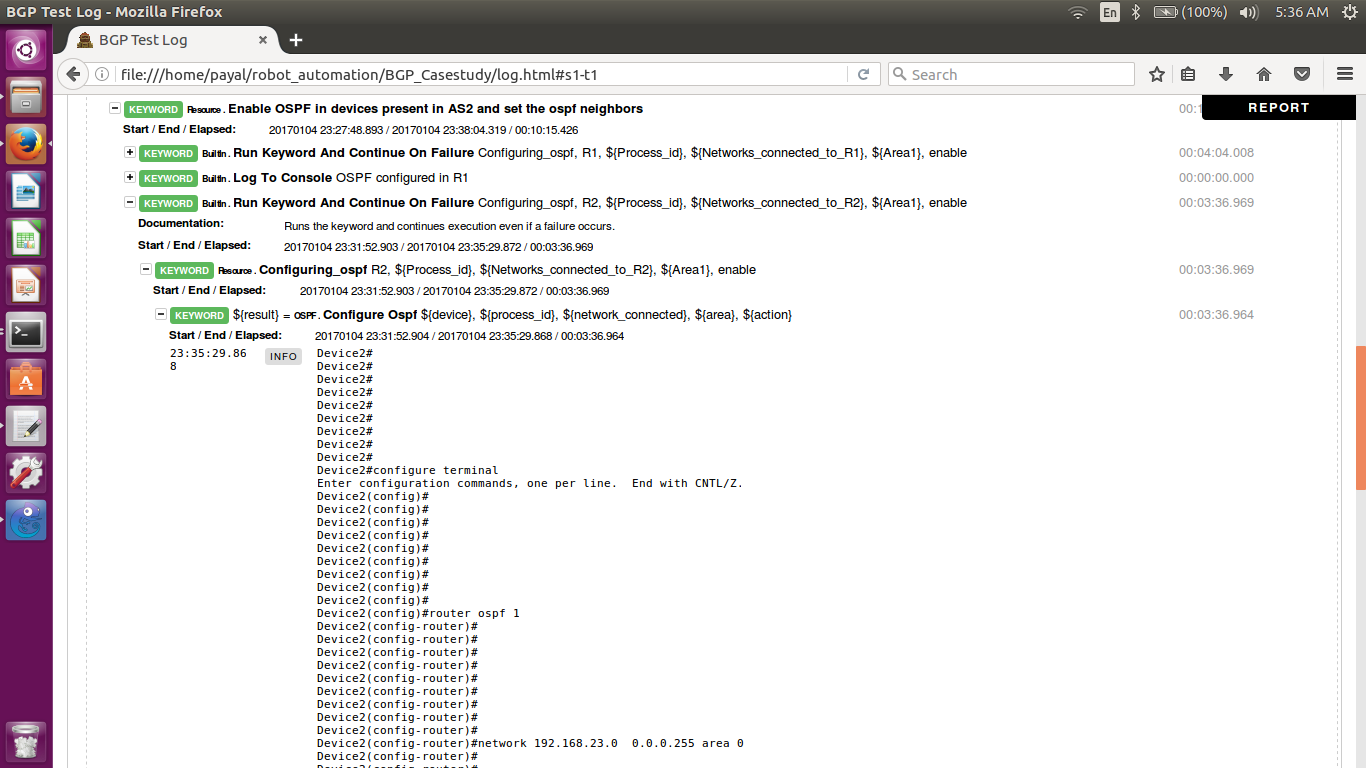 BGP Test Log - Mozilla Firefox
En
(100%)
5:36 AM
BGP Test Log
file:///home/payal/robot_automation/BGP_Casestudy/log.html#s1-t1
Search
KEYWORD Resource . Enable OSPF in devices present in AS2 and set the ospf neighbors 00:1
REPORT
Start / End / Elapsed: 20170104 23:27:48.893 / 20170104 23:38:04.319 / 00:10:15.426
KEYWORD BuiltIn . Run Keyword And Continue On Failure Configuring_ospf, R1, ${Process_id}, ${Networks_connected_to_R1}, ${Area1}, enable 00:04:04.008
KEYWORD BuiltIn . Log To Console OSPF configured in R1 00:00:00.000
KEYWORD BuiltIn . Run Keyword And Continue On Failure Configuring_ospf, R2, ${Process_id}, ${Networks_connected_to_R2}, ${Area1}, enable 00:03:36.969
Documentation: Runs the keyword and continues execution even if a failure occurs.
Start / End / Elapsed: 20170104 23:31:52.903 / 20170104 23:35:29.872 / 00:03:36.969
KEYWORD Resource . Configuring_ospf R2, ${Process_id}, ${Networks_connected_to_R2}, ${Area1}, enable 00:03:36.969
Start / End / Elapsed: 20170104 23:31:52.903 / 20170104 23:35:29.872 / 00:03:36.969
KEYWORD ${result} = OSPF . Configure Ospf ${device}, ${process_id}, ${network_connected}, ${area}, ${action} 00:03:36.964
Start / End / Elapsed: 20170104 23:31:52.904 / 20170104 23:35:29.868 / 00:03:36.964
23:35:29.86
8
INFO
Device2#
Device2#
Device2#
Device2#
Device2#
Device2#
Device2#
Device2#
Device2#
Device2#configure terminal
Enter configuration commands, one per line.  End with CNTL/Z.
Device2(config)#
Device2(config)#
Device2(config)#
Device2(config)#
Device2(config)#
Device2(config)#
Device2(config)#
Device2(config)#
Device2(config)#
Device2(config)#router ospf 1
Device2(config-router)#
Device2(config-router)#
Device2(config-router)#
Device2(config-router)#
Device2(config-router)#
Device2(config-router)#
Device2(config-router)#
Device2(config-router)#
Device2(config-router)#
Device2(config-router)#network 192.168.23.0  0.0.0.255 area 0
Device2(config-router)#